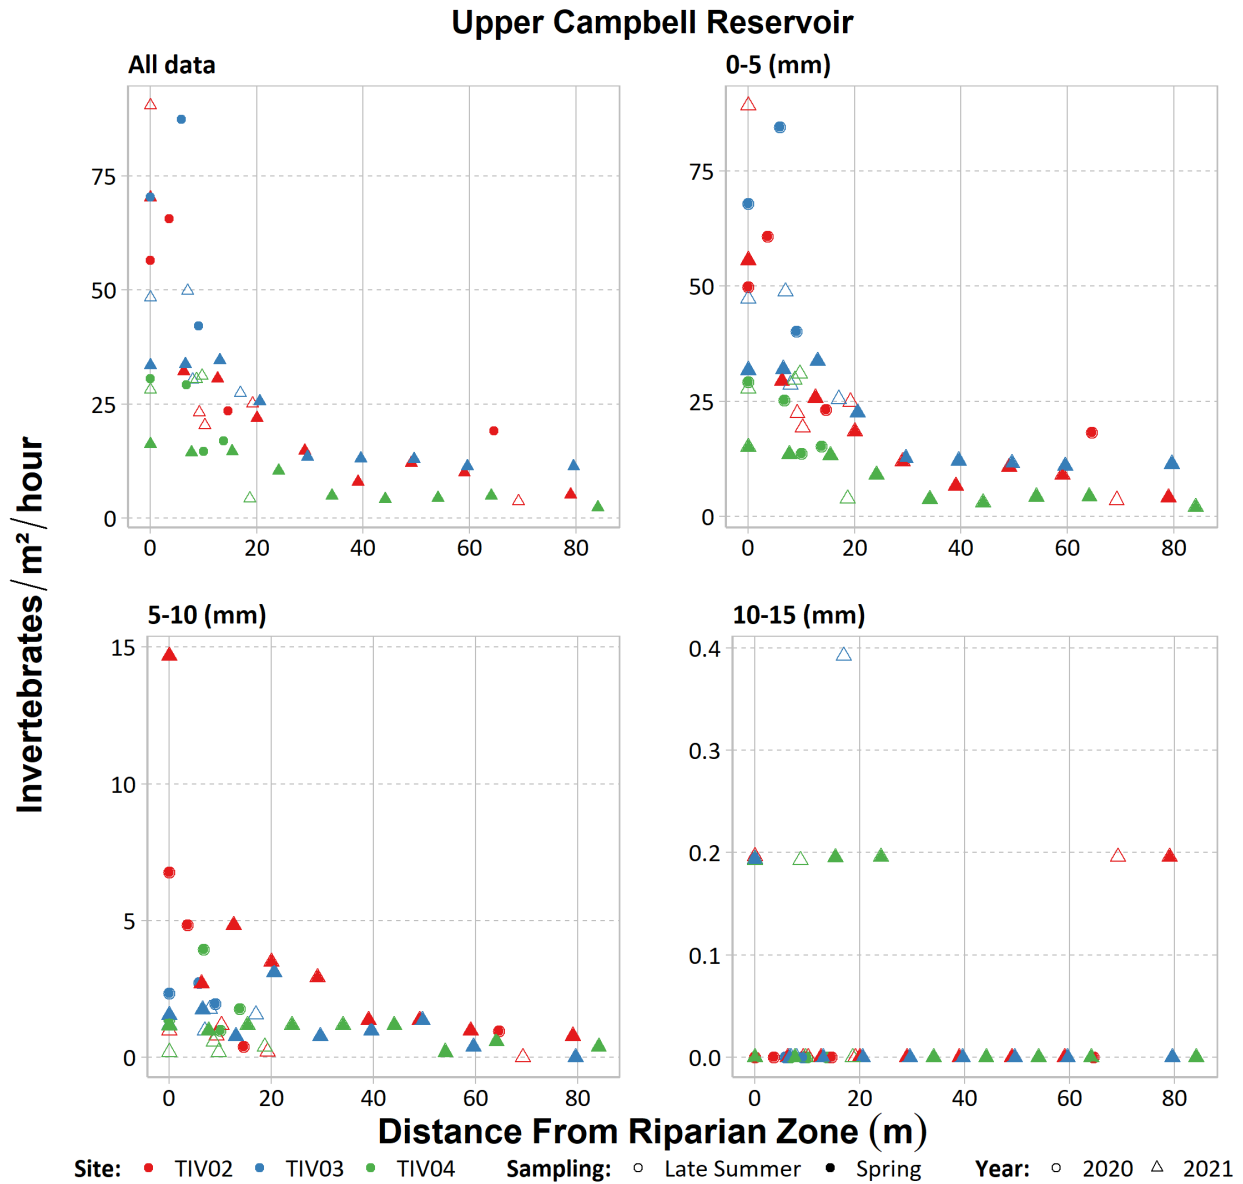 Upper Campbell Reservoir
All data
0-5 (mm)
75
50
25
0
0 20 40 60 80
75
50
25
0
0 20 40 60 80
Invertebrates/m²/hour
5-10 (mm)
10-15 (mm)
15
10
5
0
0 20 40 60 80
0.4
0.3
0.2
0.1
0.0
0 20 40 60 80
Distance From Riparian Zone (m)
Site: TIV02 TIV03 TIV04 Sampling: Late Summer Spring Year: 2020 2021